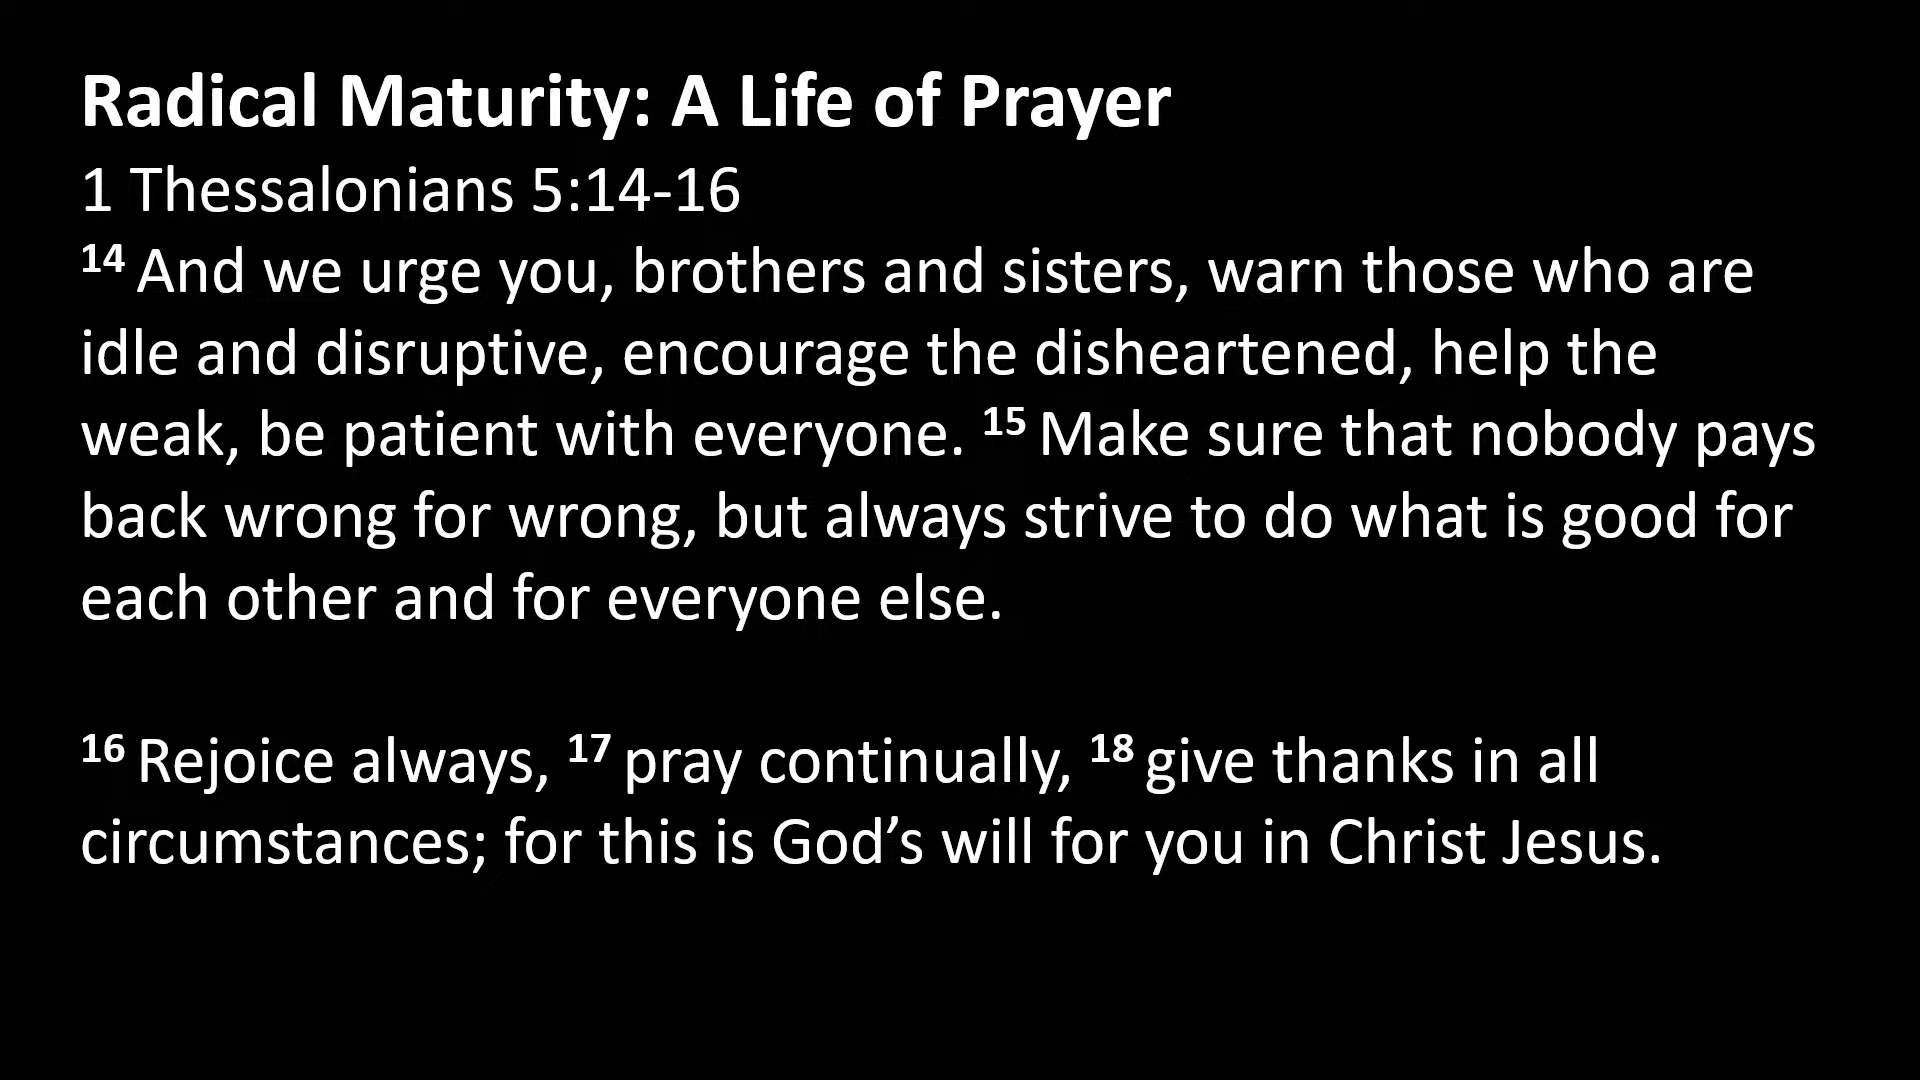 Radical Maturity: A Life of Prayer
1 Thessalonians 5:14-16
14 And we urge you, brothers and sisters, warn those who are
idle and disruptive, encourage the disheartened, help the
weak, be patient with everyone. 15 Make sure that nobody pays
back wrong for wrong, but always strive to do what is good for
each other and for everyone else.
16 Rejoice always, 17 pray continually, 18 give thanks in all
circumstances; for this is God’s will for you in Christ Jesus.